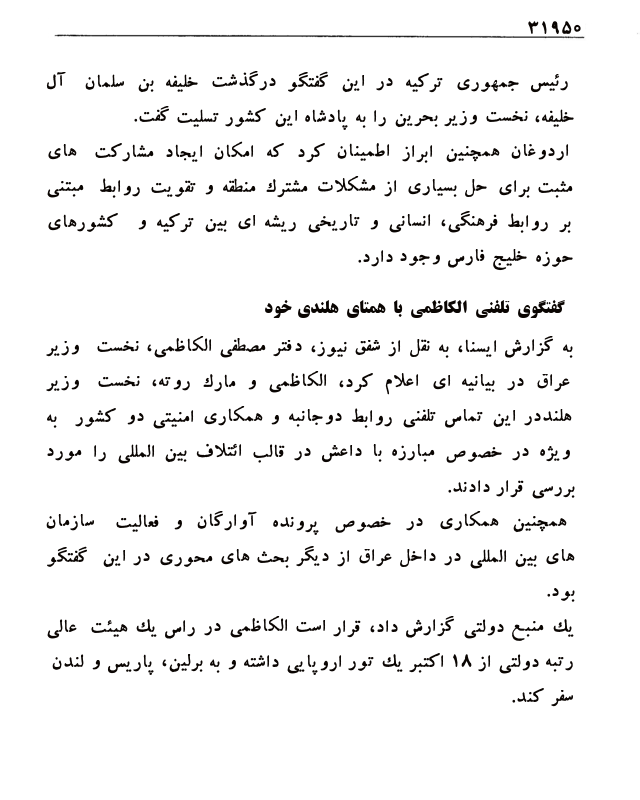 ۳۱۹۵۰
رئیس جمهوری ترکیه در این گفتگو درگذشت خلیفه بن سلمان آل
خلیفه، نخست وزیر بحرین را به پادشاه این کشور تسلیت گفت.
اردوغان همچنین ابراز اطمینان کرد که امکان ایجاد مشارکت های
مثبت برای حل بسیاری از مشکلات مشترك منطقه و تقویت روابط مبتنی
بر روابط فرهنگی، انسانی و تاریخی ریشه ای بین ترکیه و کشورهای
حوزه خلیج فارس وجود دارد.
گفتگوی تلفنی الکاظمی با همتای هلندی خود
به گزارش ایسنا، به نقل از شفق نیوز، دفتر مصطفی الکاظمی، نخست وزیر
عراق در بیانیه ای اعلام کرد، الکاظمی و مارك روته، نخست وزیر
هلنددر این تماس تلفنی روابط دوجانبه و همکاری امنیتی دو کشور به
ویژه در خصوص مبارزه با داعش در قالب ائتلاف بین المللی را مورد
بررسی قرار دادند.
همچنین همکاری در خصوص پرونده آوارگان و فعالیت سازمان
های بین المللی در داخل عراق از دیگر بحث های محوری در این گفتگو
بود.
یك منبع دولتی گزارش داد، قرار است الکاظمی در راس یك هیئت عالی
رتبه دولتی از ۱۸ اکتبر یك تور اروپایی داشته و به برلین، پاریس و لندن
سفر کند.